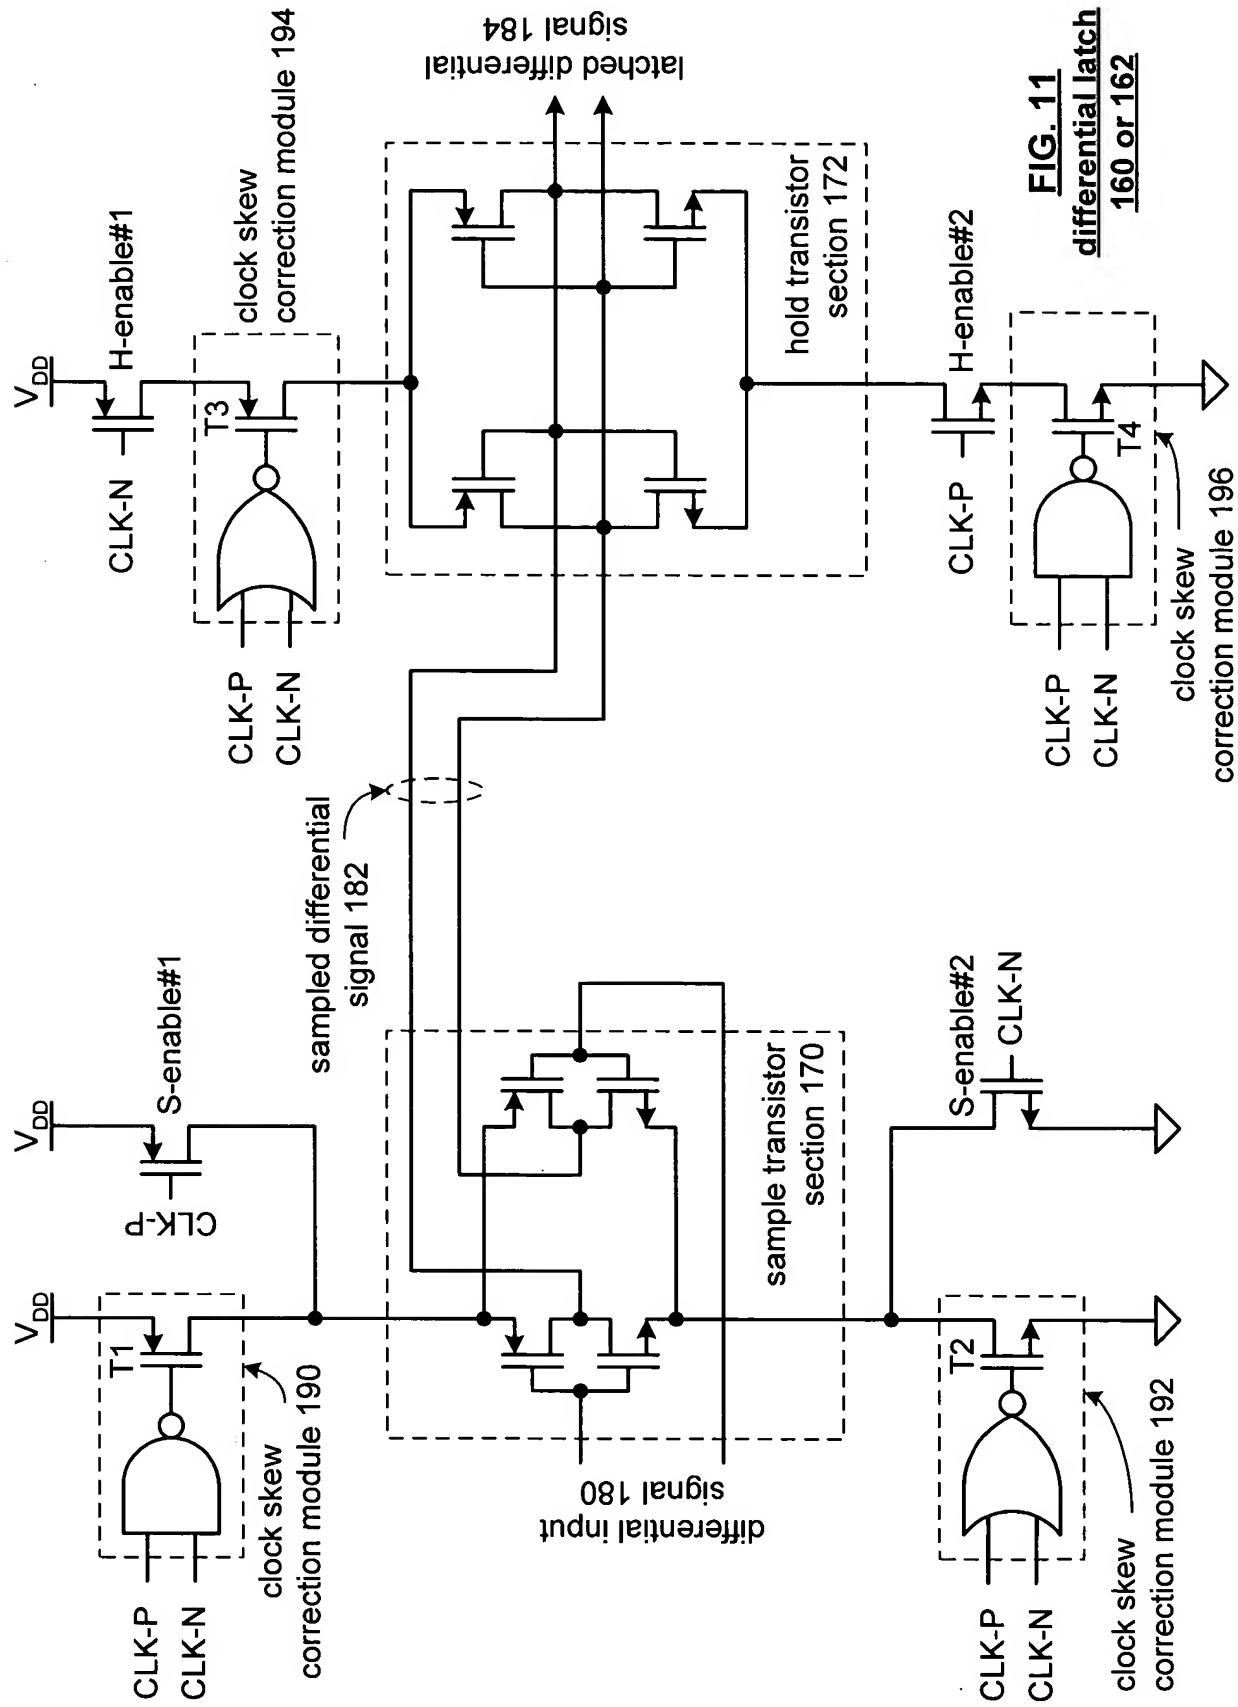 V_DD
V_DD
V_DD
T1
S-enable#1
CLK-P
CLK-P
CLK-N
clock skew
correction module 190
H-enable#1
CLK-N
T3
CLK-P
CLK-N
clock skew
correction module 194
sampled differential
signal 182
latched differential
signal 184
differential input
signal 180
sample transistor
section 170
hold transistor
section 172
T2
CLK-P
CLK-N
clock skew
correction module 192
S-enable#2
CLK-N
H-enable#2
CLK-P
T4
CLK-P
CLK-N
clock skew
correction module 196
FIG. 11
differential latch
160 or 162